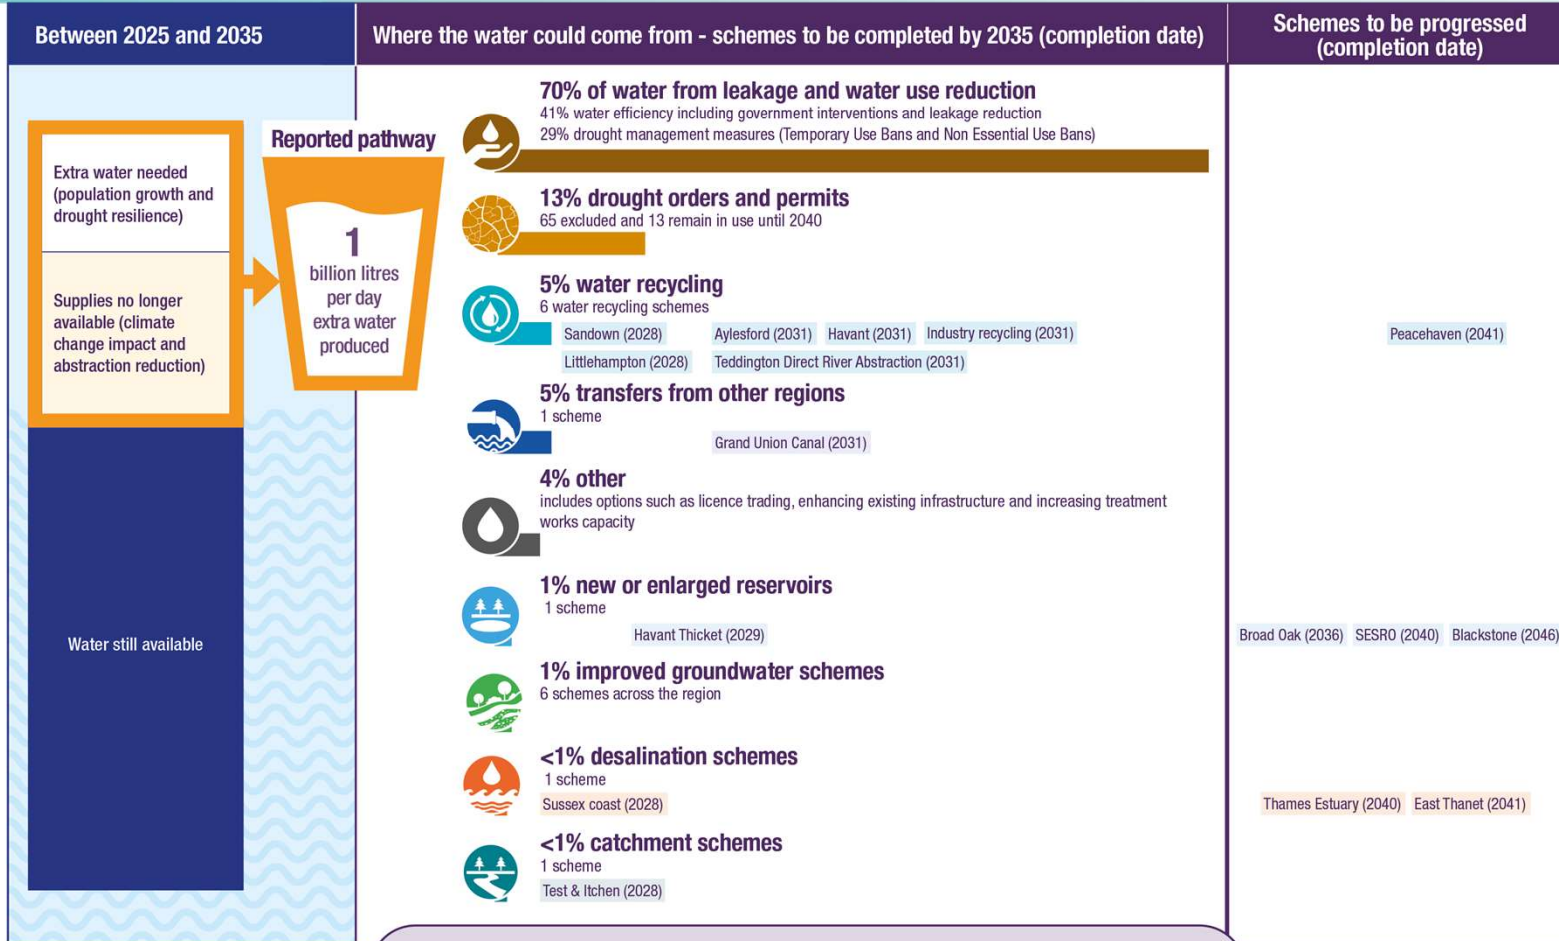 Between 2025 and 2035
Where the water could come from - schemes to be completed by 2035 (completion date)
Schemes to be progressed
(completion date)
Extra water needed
(population growth and
drought resilience)
Supplies no longer
available (climate
change impact and
abstraction reduction)
Water still available
Reported pathway
1
billion litres
per day
extra water
produced
70% of water from leakage and water use reduction
41% water efficiency including government interventions and leakage reduction
29% drought management measures (Temporary Use Bans and Non Essential Use Bans)
13% drought orders and permits
65 excluded and 13 remain in use until 2040
5% water recycling
6 water recycling schemes
Sandown (2028) Aylesford (2031) Havant (2031) Industry recycling (2031)
Littlehampton (2028) Teddington Direct River Abstraction (2031)
Peacehaven (2041)
5% transfers from other regions
1 scheme
Grand Union Canal (2031)
4% other
includes options such as licence trading, enhancing existing infrastructure and increasing treatment
works capacity
1% new or enlarged reservoirs
1 scheme
Havant Thicket (2029)
Broad Oak (2036) SESRO (2040) Blackstone (2046)
1% improved groundwater schemes
6 schemes across the region
<1% desalination schemes
1 scheme
Sussex coast (2028)
Thames Estuary (2040) East Thanet (2041)
<1% catchment schemes
1 scheme
Test & Itchen (2028)